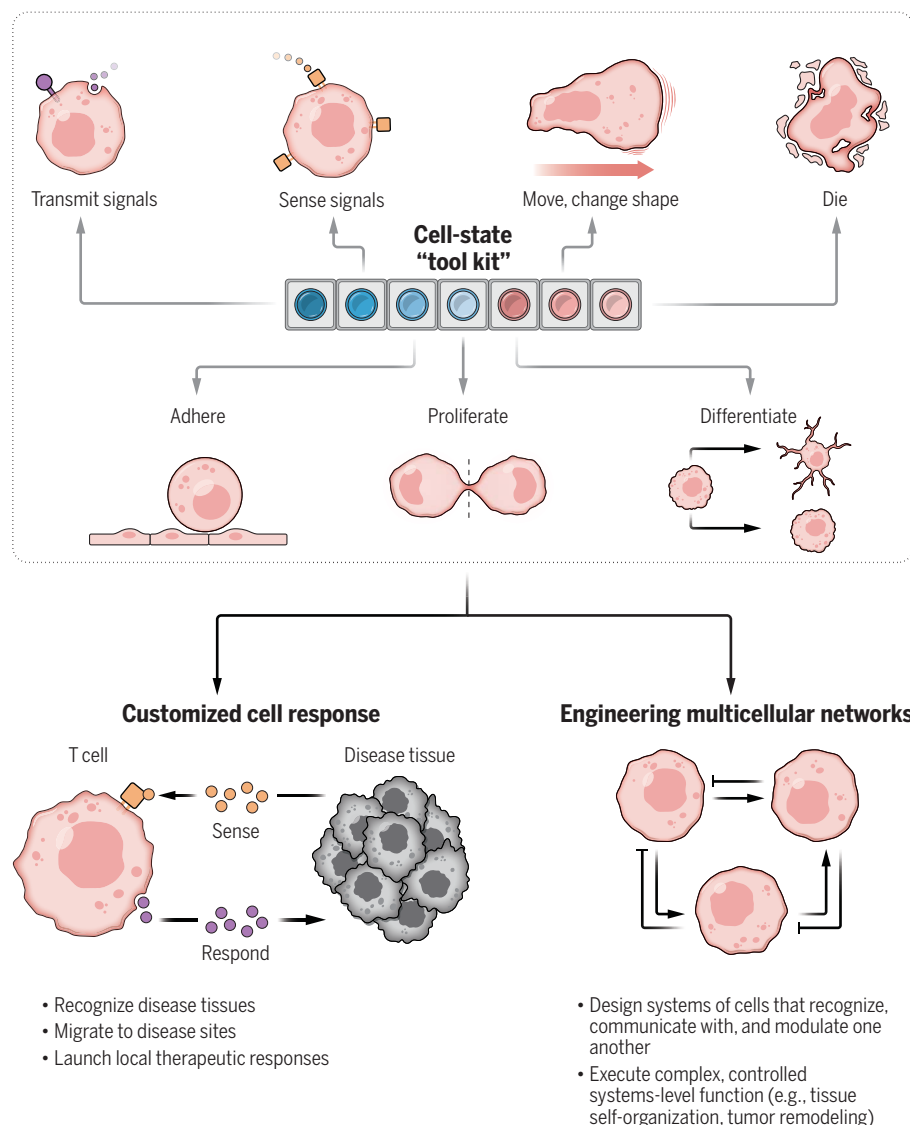 Transmit signals
Sense signals
Move, change shape
Die
Cell-state
“tool kit”
Adhere
Proliferate
Differentiate
Customized cell response
T cell
Disease tissue
Sense
Respond
• Recognize disease tissues
• Migrate to disease sites
• Launch local therapeutic responses
Engineering multicellular networks
• Design systems of cells that recognize,
communicate with, and modulate one
another
• Execute complex, controlled
systems-level function (e.g., tissue
self-organization, tumor remodeling)